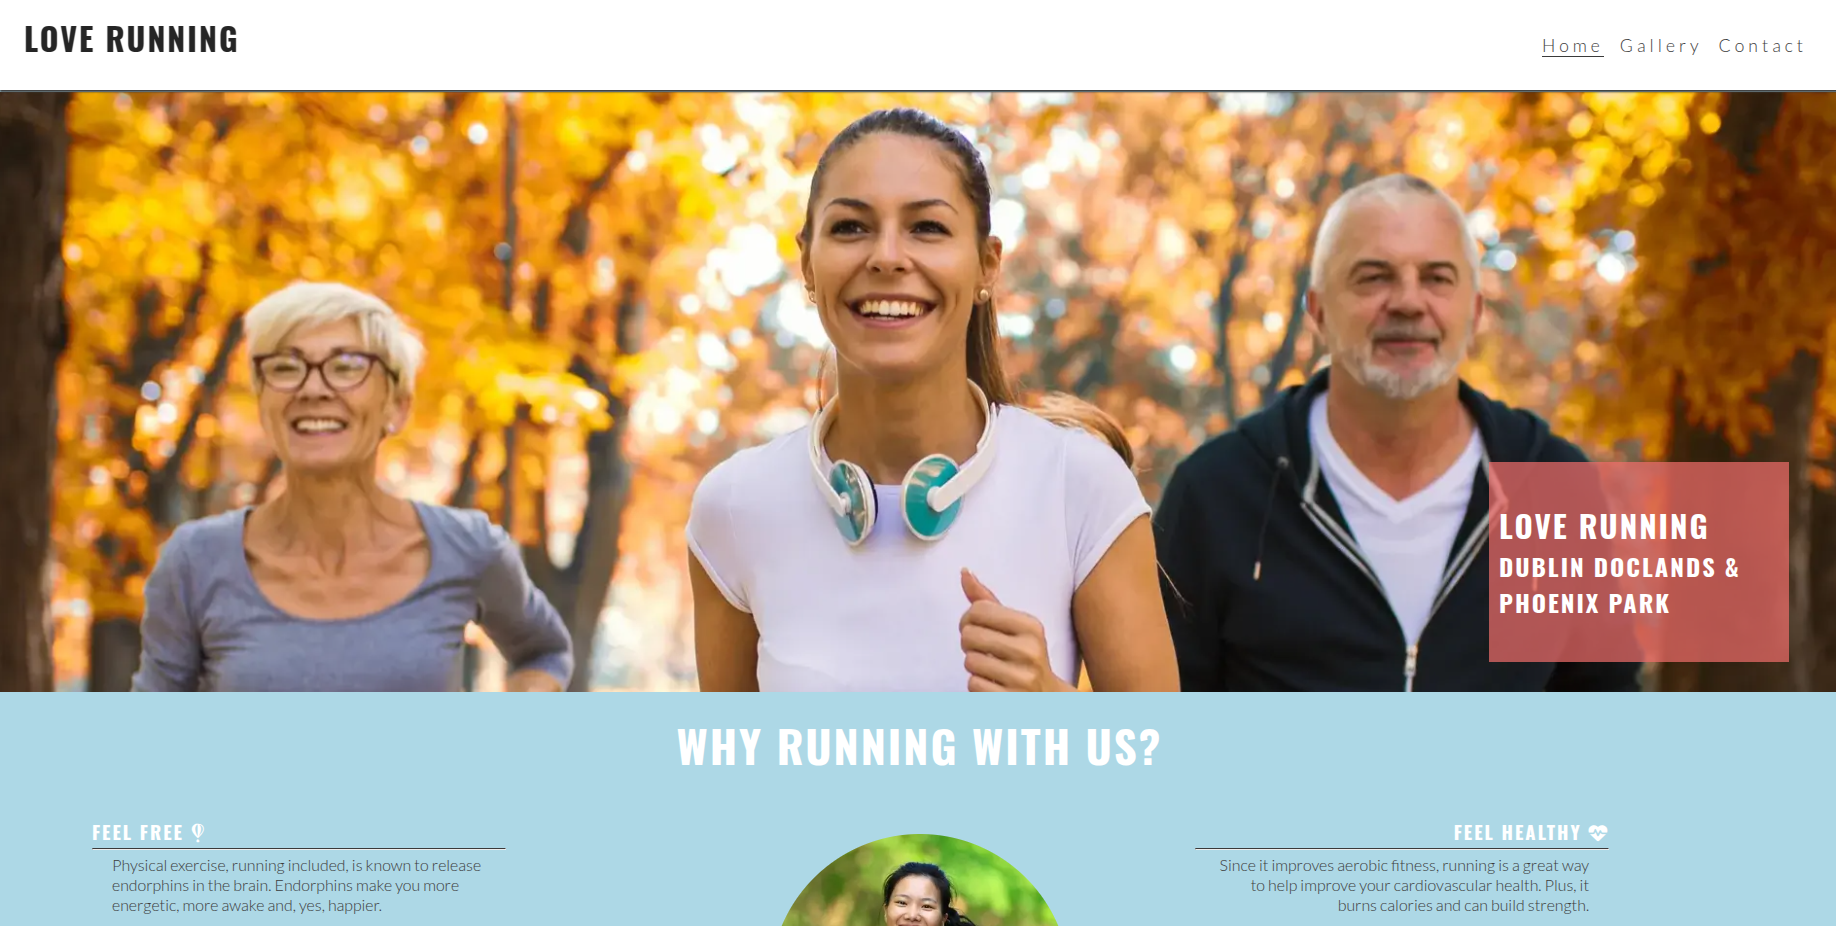 LOVE RUNNING
Home Gallery Contact
LOVE RUNNING
DUBLIN DOCLANDS &
PHOENIX PARK
WHY RUNNING WITH US?
FEEL FREE
Physical exercise, running included, is known to release
endorphins in the brain. Endorphins make you more
energetic, more awake and, yes, happier.
FEEL HEALTHY
Since it improves aerobic fitness, running is a great way
to help improve your cardiovascular health. Plus, it
burns calories and can build strength.